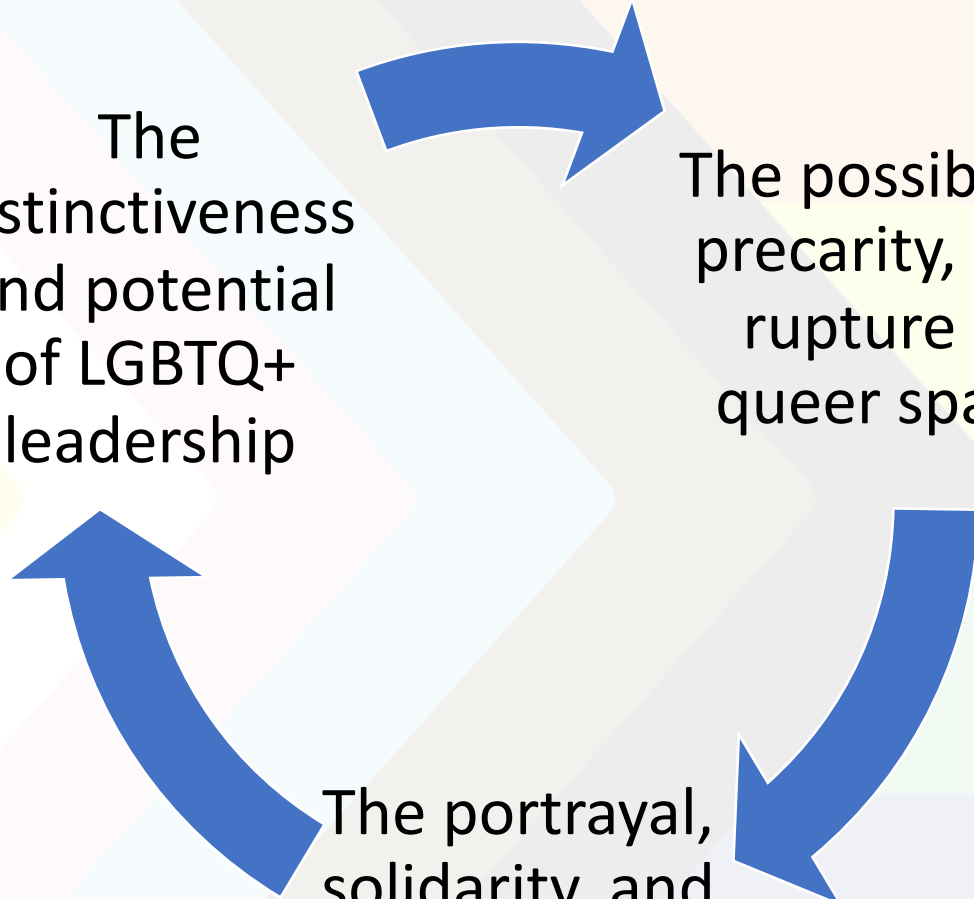 The
stinctiveness
nd potential
of LGBTQ+
leadership
The possib
precarity,
rupture
queer spa
The portrayal,
solidarity, and